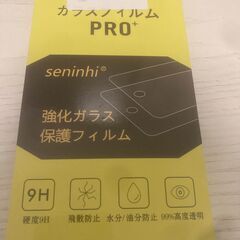 ガラスフィルム
PRO+
seninhi®
強化ガラス
保護フィルム
9H
硬度9H 飛散防止 水分/油分防止 99%高度透明